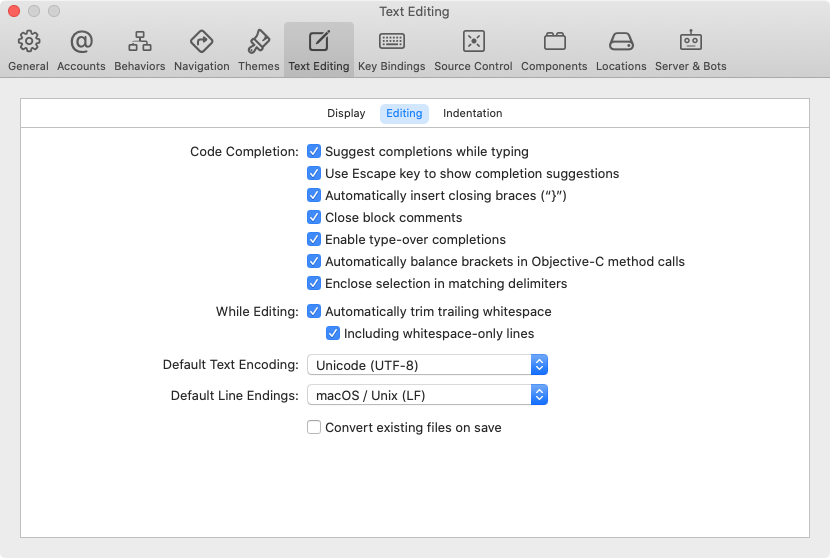 Text Editing
General Accounts Behaviors Navigation Themes Text Editing Key Bindings Source Control Components Locations Server & Bots
Display Editing Indentation
Code Completion: Suggest completions while typing
Use Escape key to show completion suggestions
Automatically insert closing braces (“}”)
Close block comments
Enable type-over completions
Automatically balance brackets in Objective-C method calls
Enclose selection in matching delimiters
While Editing: Automatically trim trailing whitespace
Including whitespace-only lines
Default Text Encoding: Unicode (UTF-8)
Default Line Endings: macOS / Unix (LF)
Convert existing files on save